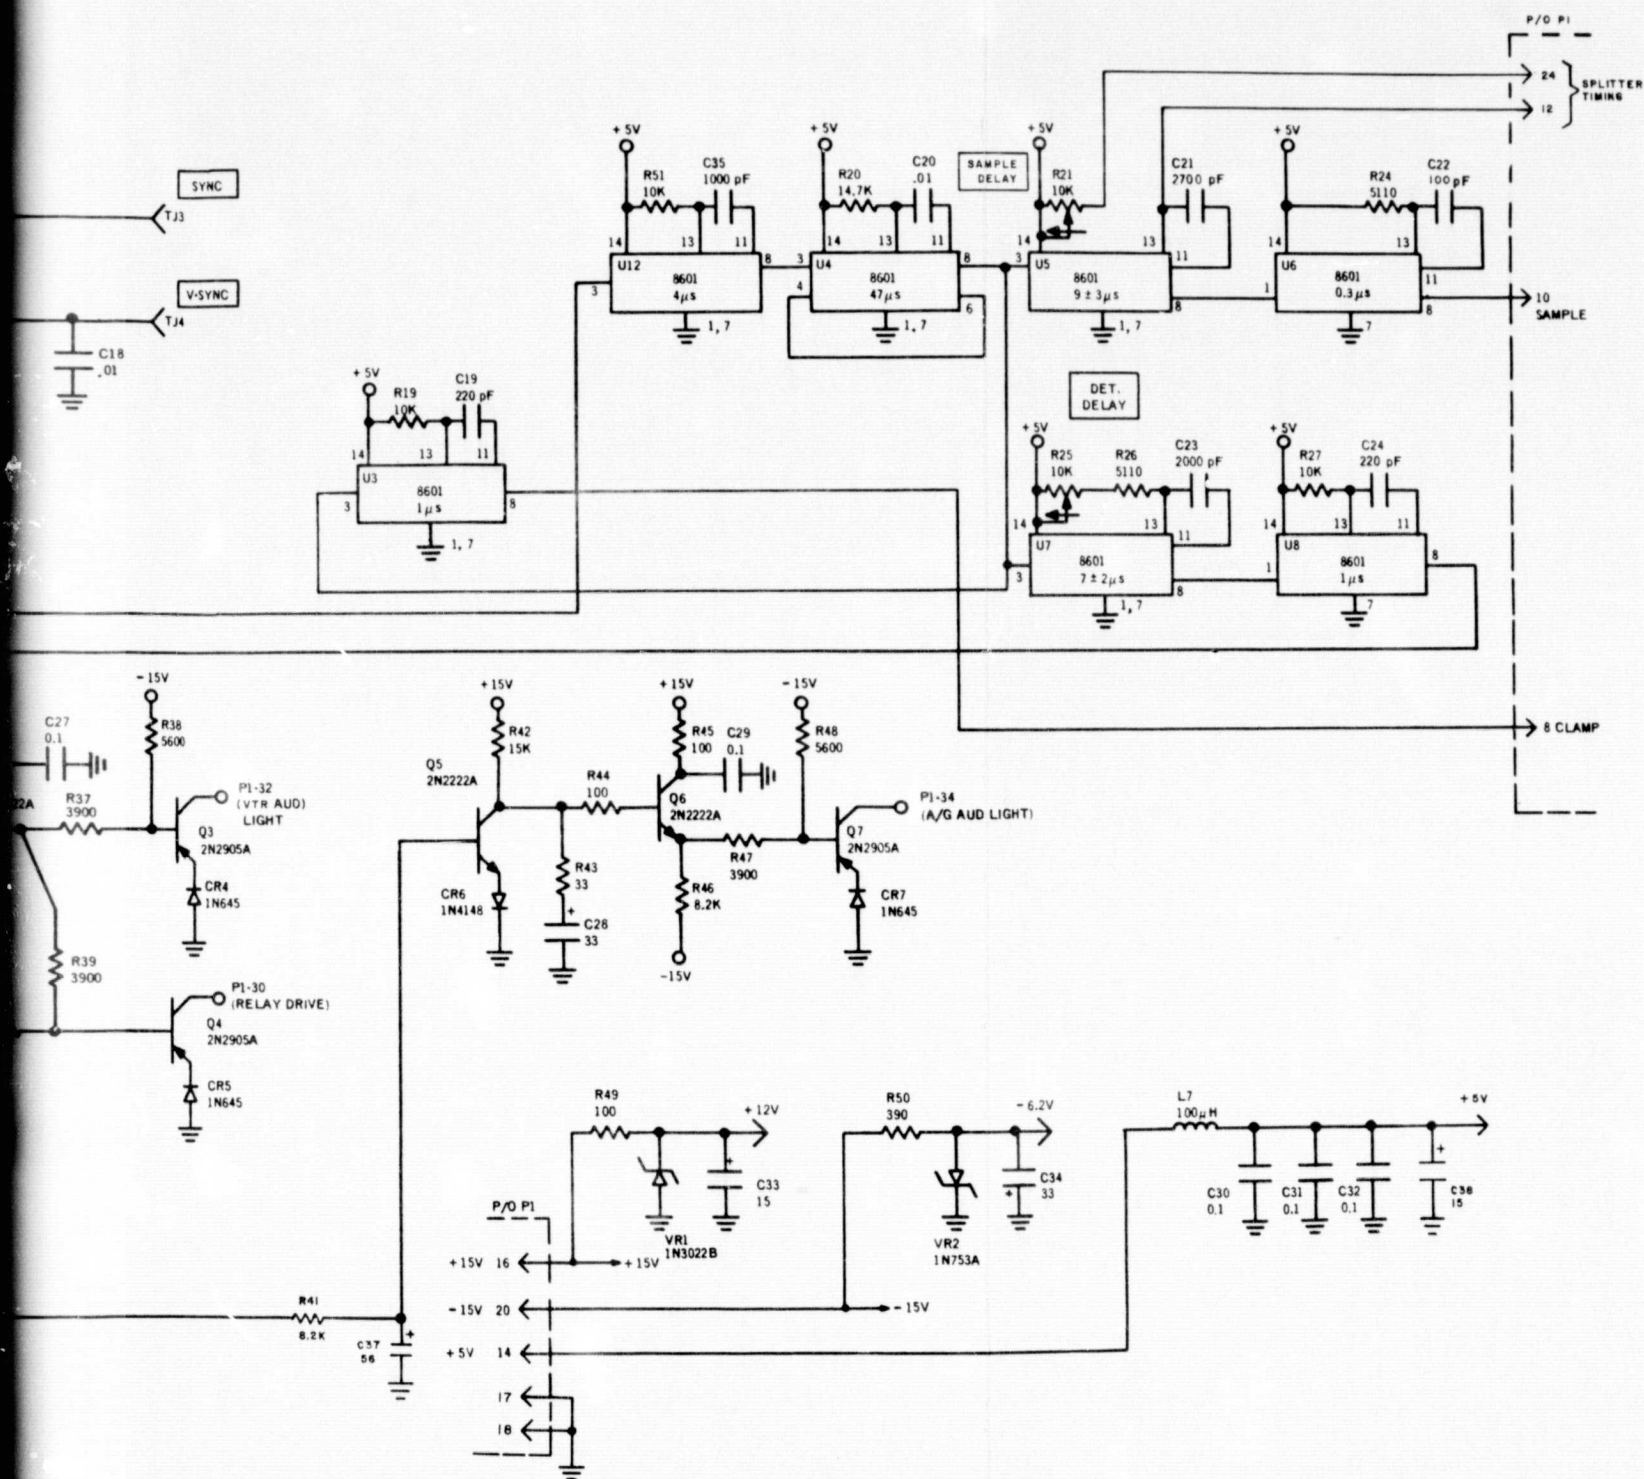 P/O P1
24
12
SPLITTER
TIMING
SYNC
TJ3
V-SYNC
TJ4
C18
.01
+5V
R51
10K
C35
1000 pF
14
13
11
U12
8601
4µs
3
8
1, 7
+5V
R20
14.7K
C20
.01
14
13
11
3
U4
8601
47µs
4
8
6
1, 7
SAMPLE
DELAY
+5V
R21
10K
C21
2700 pF
14
13
11
3
U5
8601
9±3µs
8
1, 7
+5V
R24
5110
C22
100 pF
14
13
11
U6
8601
0.3µs
1
8
7
10
SAMPLE
+5V
R19
10K
C19
220 pF
14
13
11
U3
8601
1µs
3
8
1, 7
DET.
DELAY
+5V
R25
10K
R26
5110
C23
2000 pF
14
13
11
U7
8601
7±2µs
3
8
1, 7
+5V
R27
10K
C24
220 pF
14
13
11
U8
8601
1µs
1
8
7
8 CLAMP
C27
0.1
-15V
R38
5600
22A
R37
3900
P1-32
(VTR AUD)
LIGHT
Q3
2N2905A
CR4
1N645
R39
3900
P1-30
(RELAY DRIVE)
Q4
2N2905A
CR5
1N645
+15V
R42
15K
Q5
2N2222A
R44
100
CR6
1N4148
R43
33
+
C28
33
+15V
R45
100
C29
0.1
Q6
2N2222A
R47
3900
R46
8.2K
-15V
-15V
R48
5600
P1-34
(A/G AUD LIGHT)
Q7
2N2905A
CR7
1N645
R49
100
+12V
VR1
1N3022B
+
C33
15
R50
390
-6.2V
VR2
1N753A
+
C34
33
L7
100µH
+5V
C30
0.1
C31
0.1
C32
0.1
+
C38
15
P/O P1
+15V 16
+15V
-15V 20
-15V
+5V 14
17
18
R41
8.2K
+
C37
56